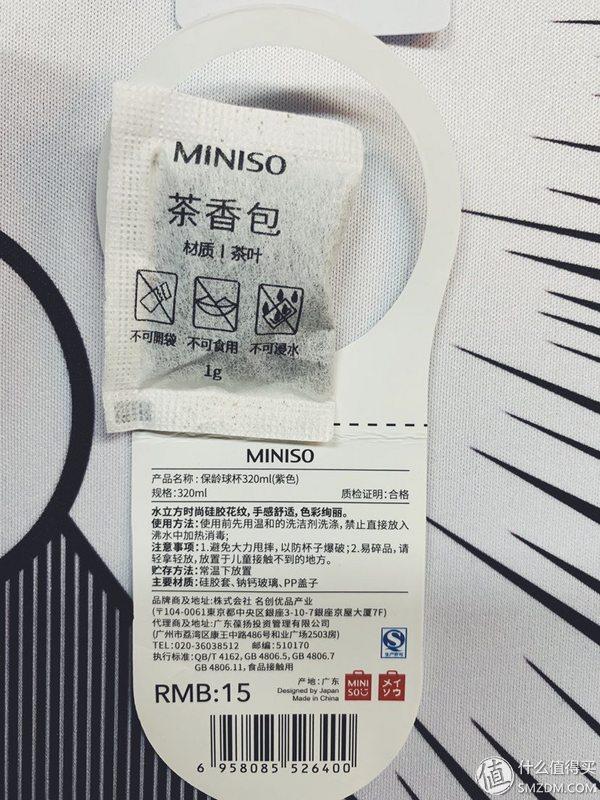 MINISO
茶香包
材质|茶叶
不可開袋 不可食用 不可浸水
1g
MINISO
产品名称: 保龄球杯320ml(紫色)
规格:320ml 质检证明:合格
水立方时尚硅胶花纹,手感舒适,色彩绚丽。
使用方法:使用前先用温和的洗洁剂洗涤,禁止直接放入
沸水中加热消毒;
注意事项:1.避免大力甩摔,以防杯子爆破;2.易碎品,请
轻拿轻放,放置于儿童接触不到的地方。
贮存方法:常温下放置
主要材质:硅胶套、钠钙玻璃、PP盖子
品牌商及地址:株式会社 名创优品产业
(〒104-0061東京都中央区銀座3-10-7銀座京屋大厦7F)
代理商及地址:广东葆扬投资管理有限公司
(广州市荔湾区康王中路486号和业广场2503房)
TEL:020-36038512 邮编:510170
执行标准:QB/T 4162, GB 4806.5, GB 4806.7
GB 4806.11, 食品接触用
生产许可
RMB:15
产地:广东
Designed by Japan
Made in China
MINI
SO
メイ
ソウ
6 958085 526400
值 什么值得买
SMZDM.COM